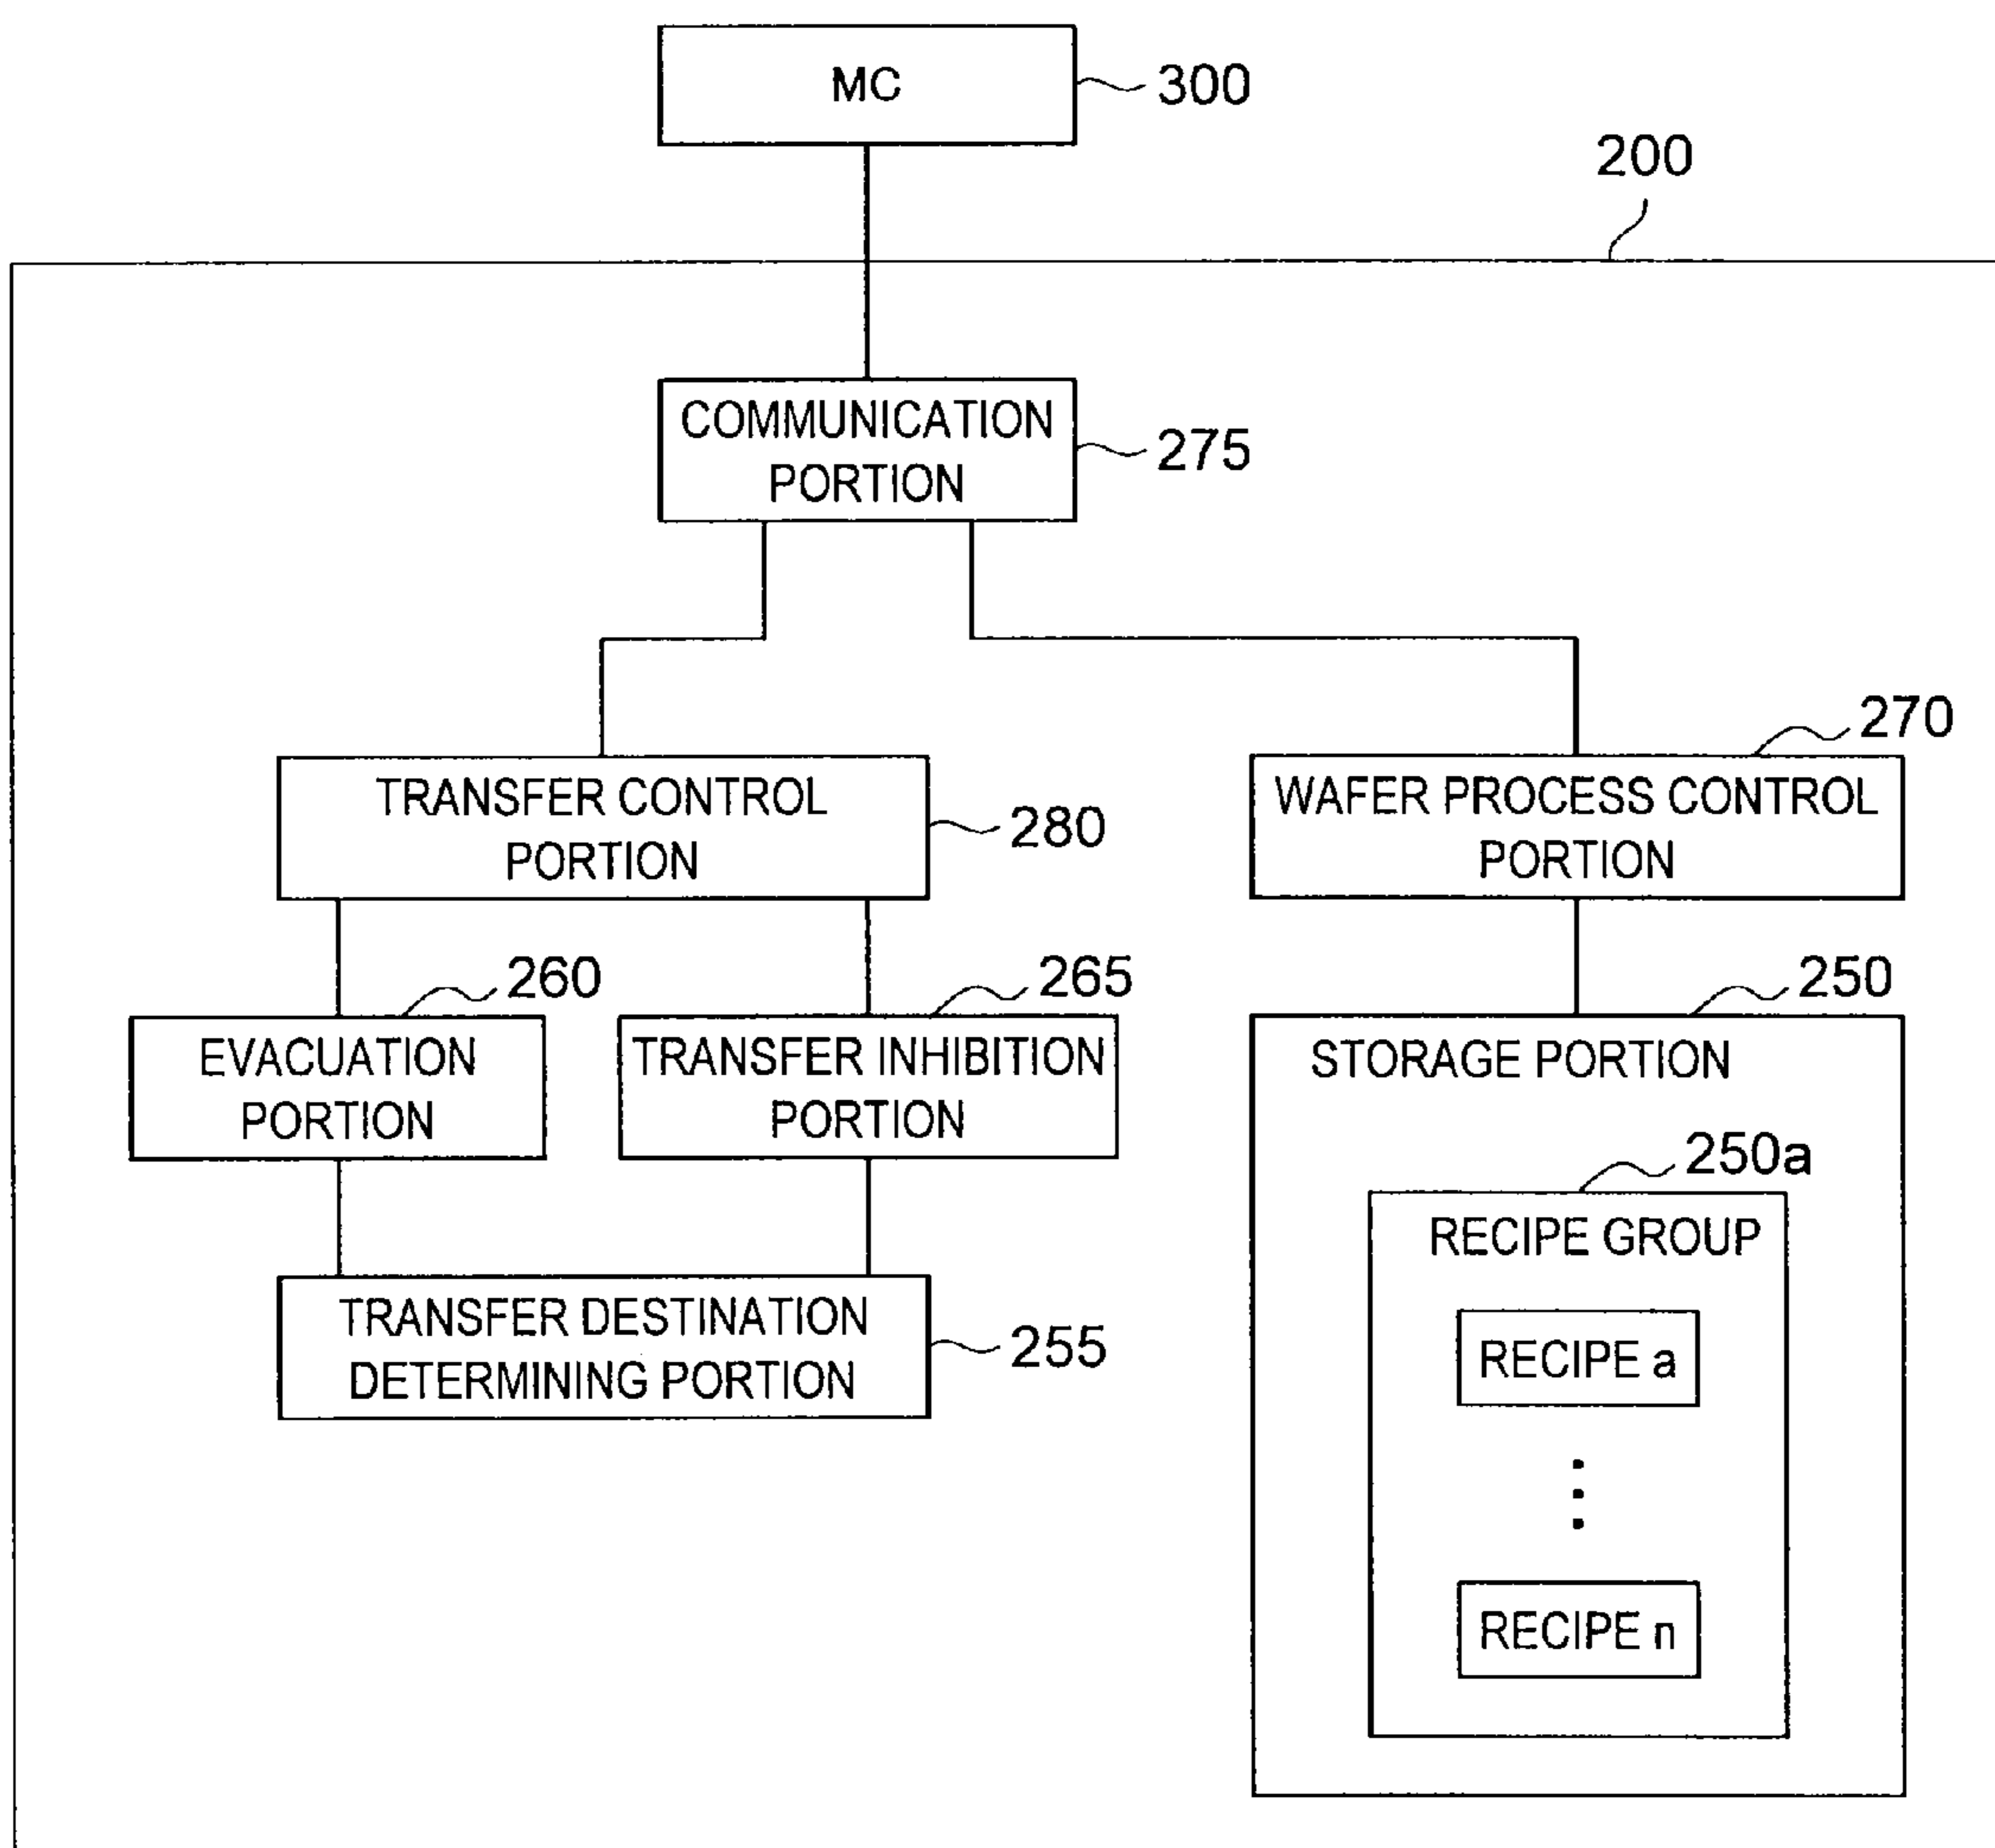 MC
300
200
COMMUNICATION
PORTION
275
270
TRANSFER CONTROL
PORTION
280
WAFER PROCESS CONTROL
PORTION
260
265
250
EVACUATION
PORTION
TRANSFER INHIBITION
PORTION
STORAGE PORTION
250a
RECIPE GROUP
TRANSFER DESTINATION
DETERMINING PORTION
255
RECIPE a
RECIPE n